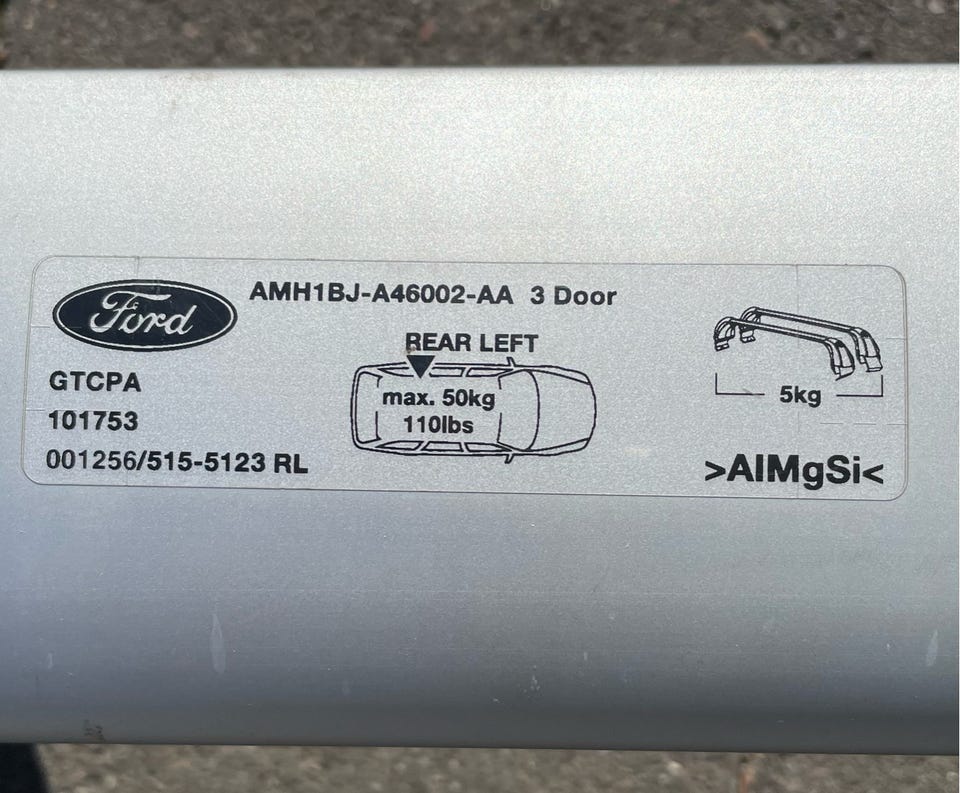 Ford
AMH1BJ-A46002-AA 3 Door
REAR LEFT
GTCPA
101753
001256/515-5123 RL
max. 50kg
110lbs
5kg
>AlMgSi<